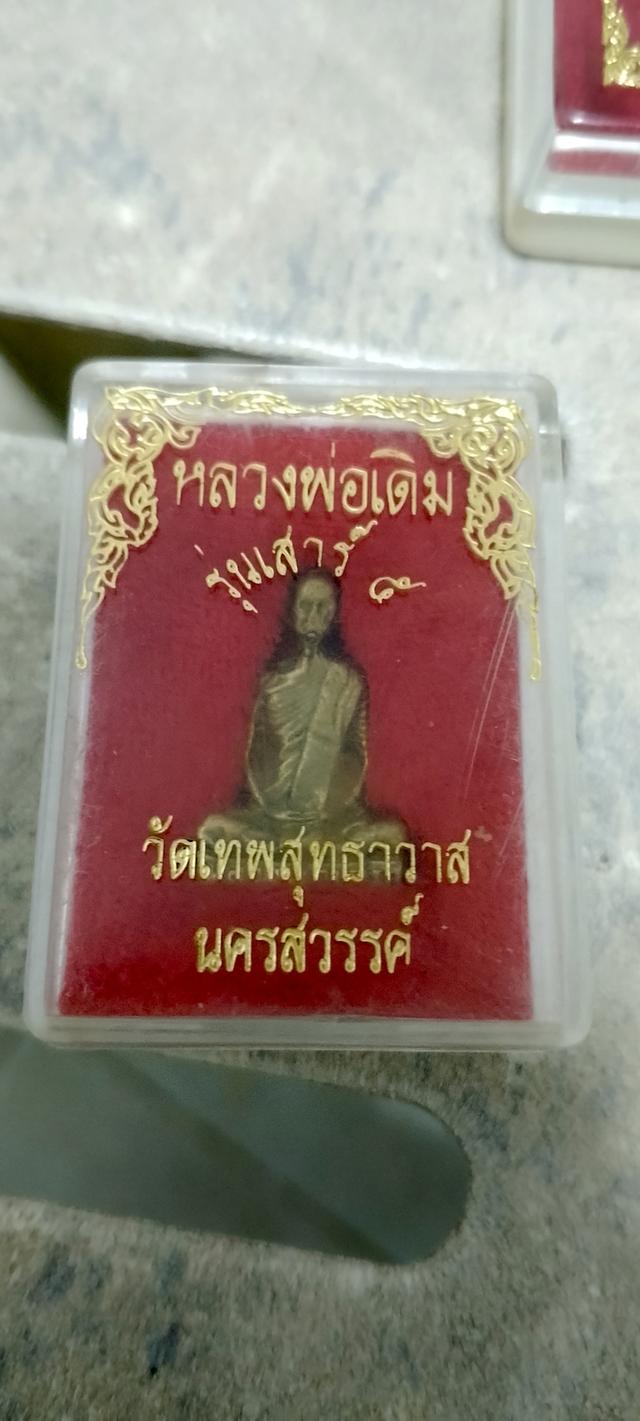 หลวงพ่อเดิม
รุ่นเสาร์ ๕
วัดเทพสุทธาวาส
นครสวรรค์